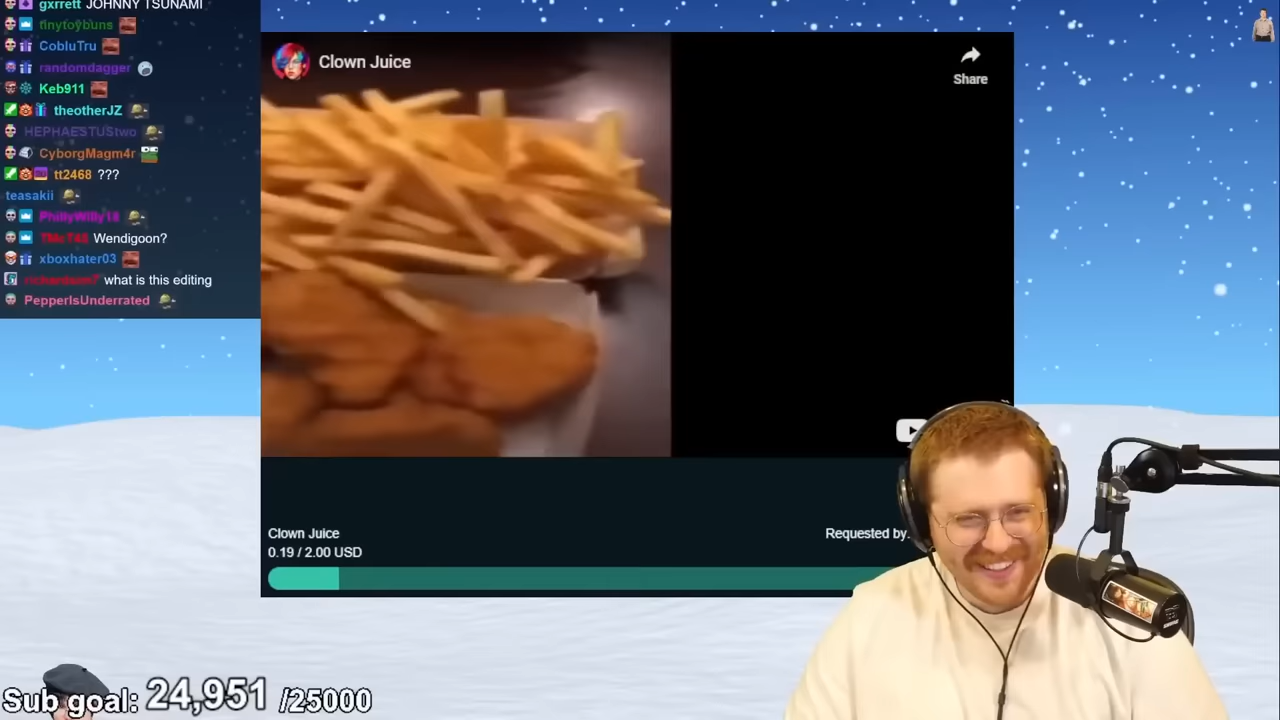 gxrrett JOHNNY TSUNAMI
tinytoybuns
CobluTru
randomdagger
Keb911
theotherJZ
HEPHAESTUStwo
CyborgMagm4r
tt2468 ???
teasakii
PhillyWilly18
Wendigoon?
xboxhater03
what is this editing
PepperIsUnderrated
Clown Juice
Share
Clown Juice
0.19 / 2.00 USD
Requested by
Sub goal: 24,951 /25000